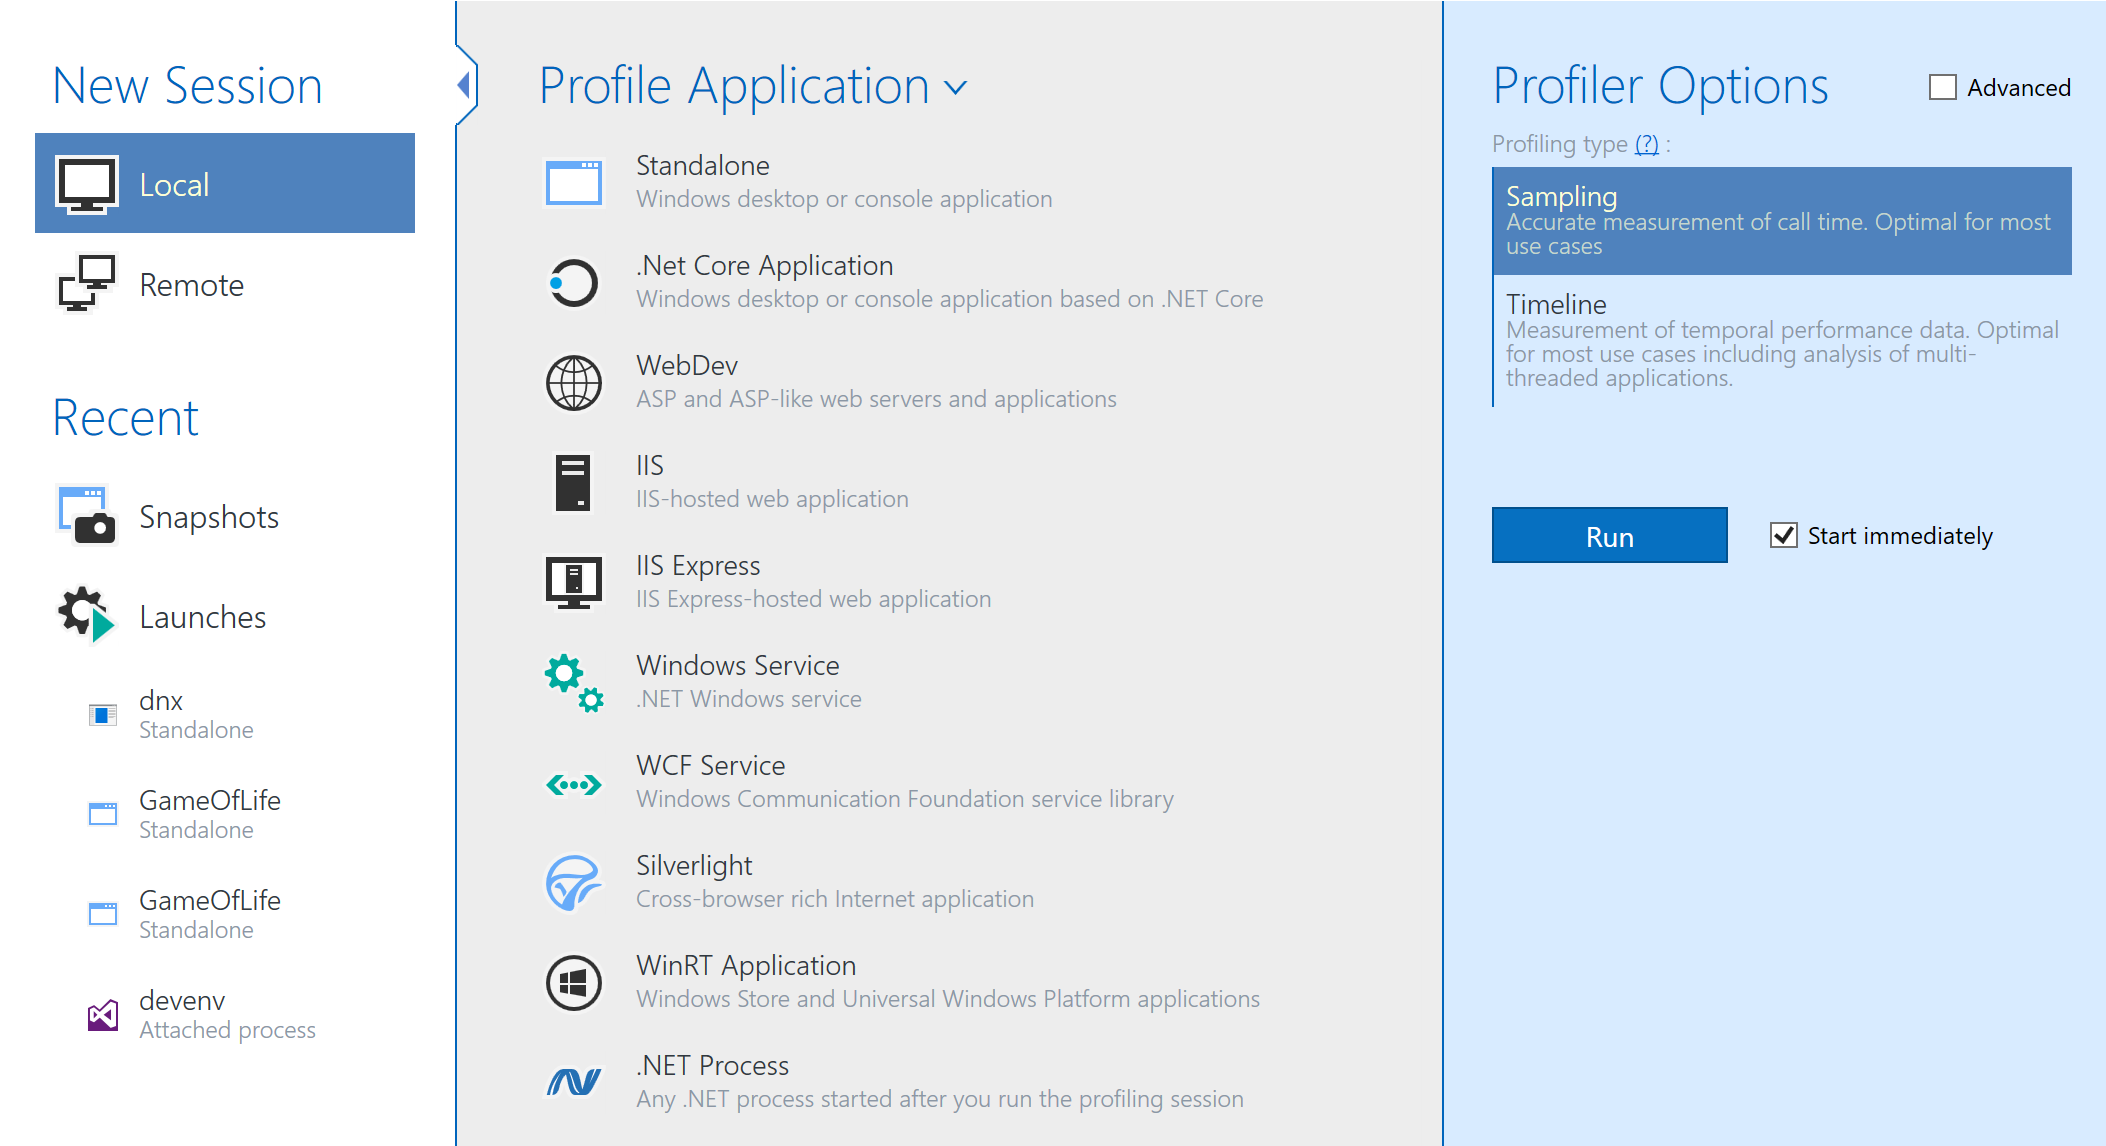 New Session
Local
Remote
Recent
Snapshots
Launches
dnx
Standalone
GameOfLife
Standalone
GameOfLife
Standalone
devenv
Attached process
Profile Application
Standalone
Windows desktop or console application
.Net Core Application
Windows desktop or console application based on .NET Core
WebDev
ASP and ASP-like web servers and applications
IIS
IIS-hosted web application
IIS Express
IIS Express-hosted web application
Windows Service
.NET Windows service
WCF Service
Windows Communication Foundation service library
Silverlight
Cross-browser rich Internet application
WinRT Application
Windows Store and Universal Windows Platform applications
.NET Process
Any .NET process started after you run the profiling session
Profiler Options
Advanced
Profiling type (?) :
Sampling
Accurate measurement of call time. Optimal for most
use cases
Timeline
Measurement of temporal performance data. Optimal
for most use cases including analysis of multi-
threaded applications.
Run
Start immediately